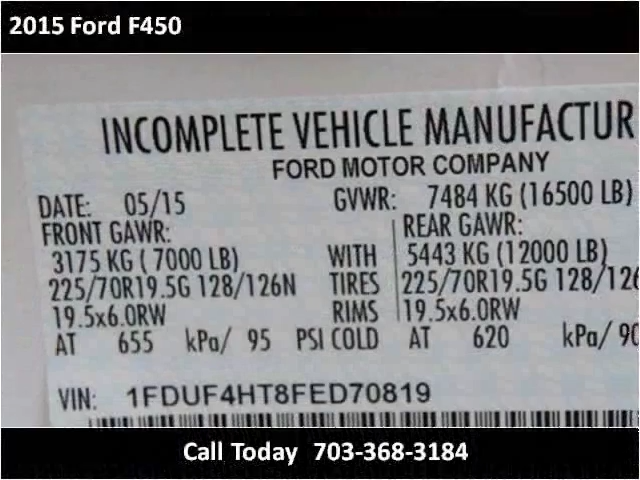 2015 Ford F450
INCOMPLETE VEHICLE MANUFACTUR
FORD MOTOR COMPANY
DATE: 05/15 GVWR: 7484 KG (16500 LB)
FRONT GAWR: REAR GAWR:
3175 KG ( 7000 LB) WITH 5443 KG (12000 LB)
225/70R19.5G 128/126N TIRES 225/70R19.5G 128/126
19.5x6.0RW RIMS 19.5x6.0RW
AT 655 kPa/ 95 PSI COLD AT 620 kPa/ 90
VIN: 1FDUF4HT8FED70819
Call Today 703-368-3184